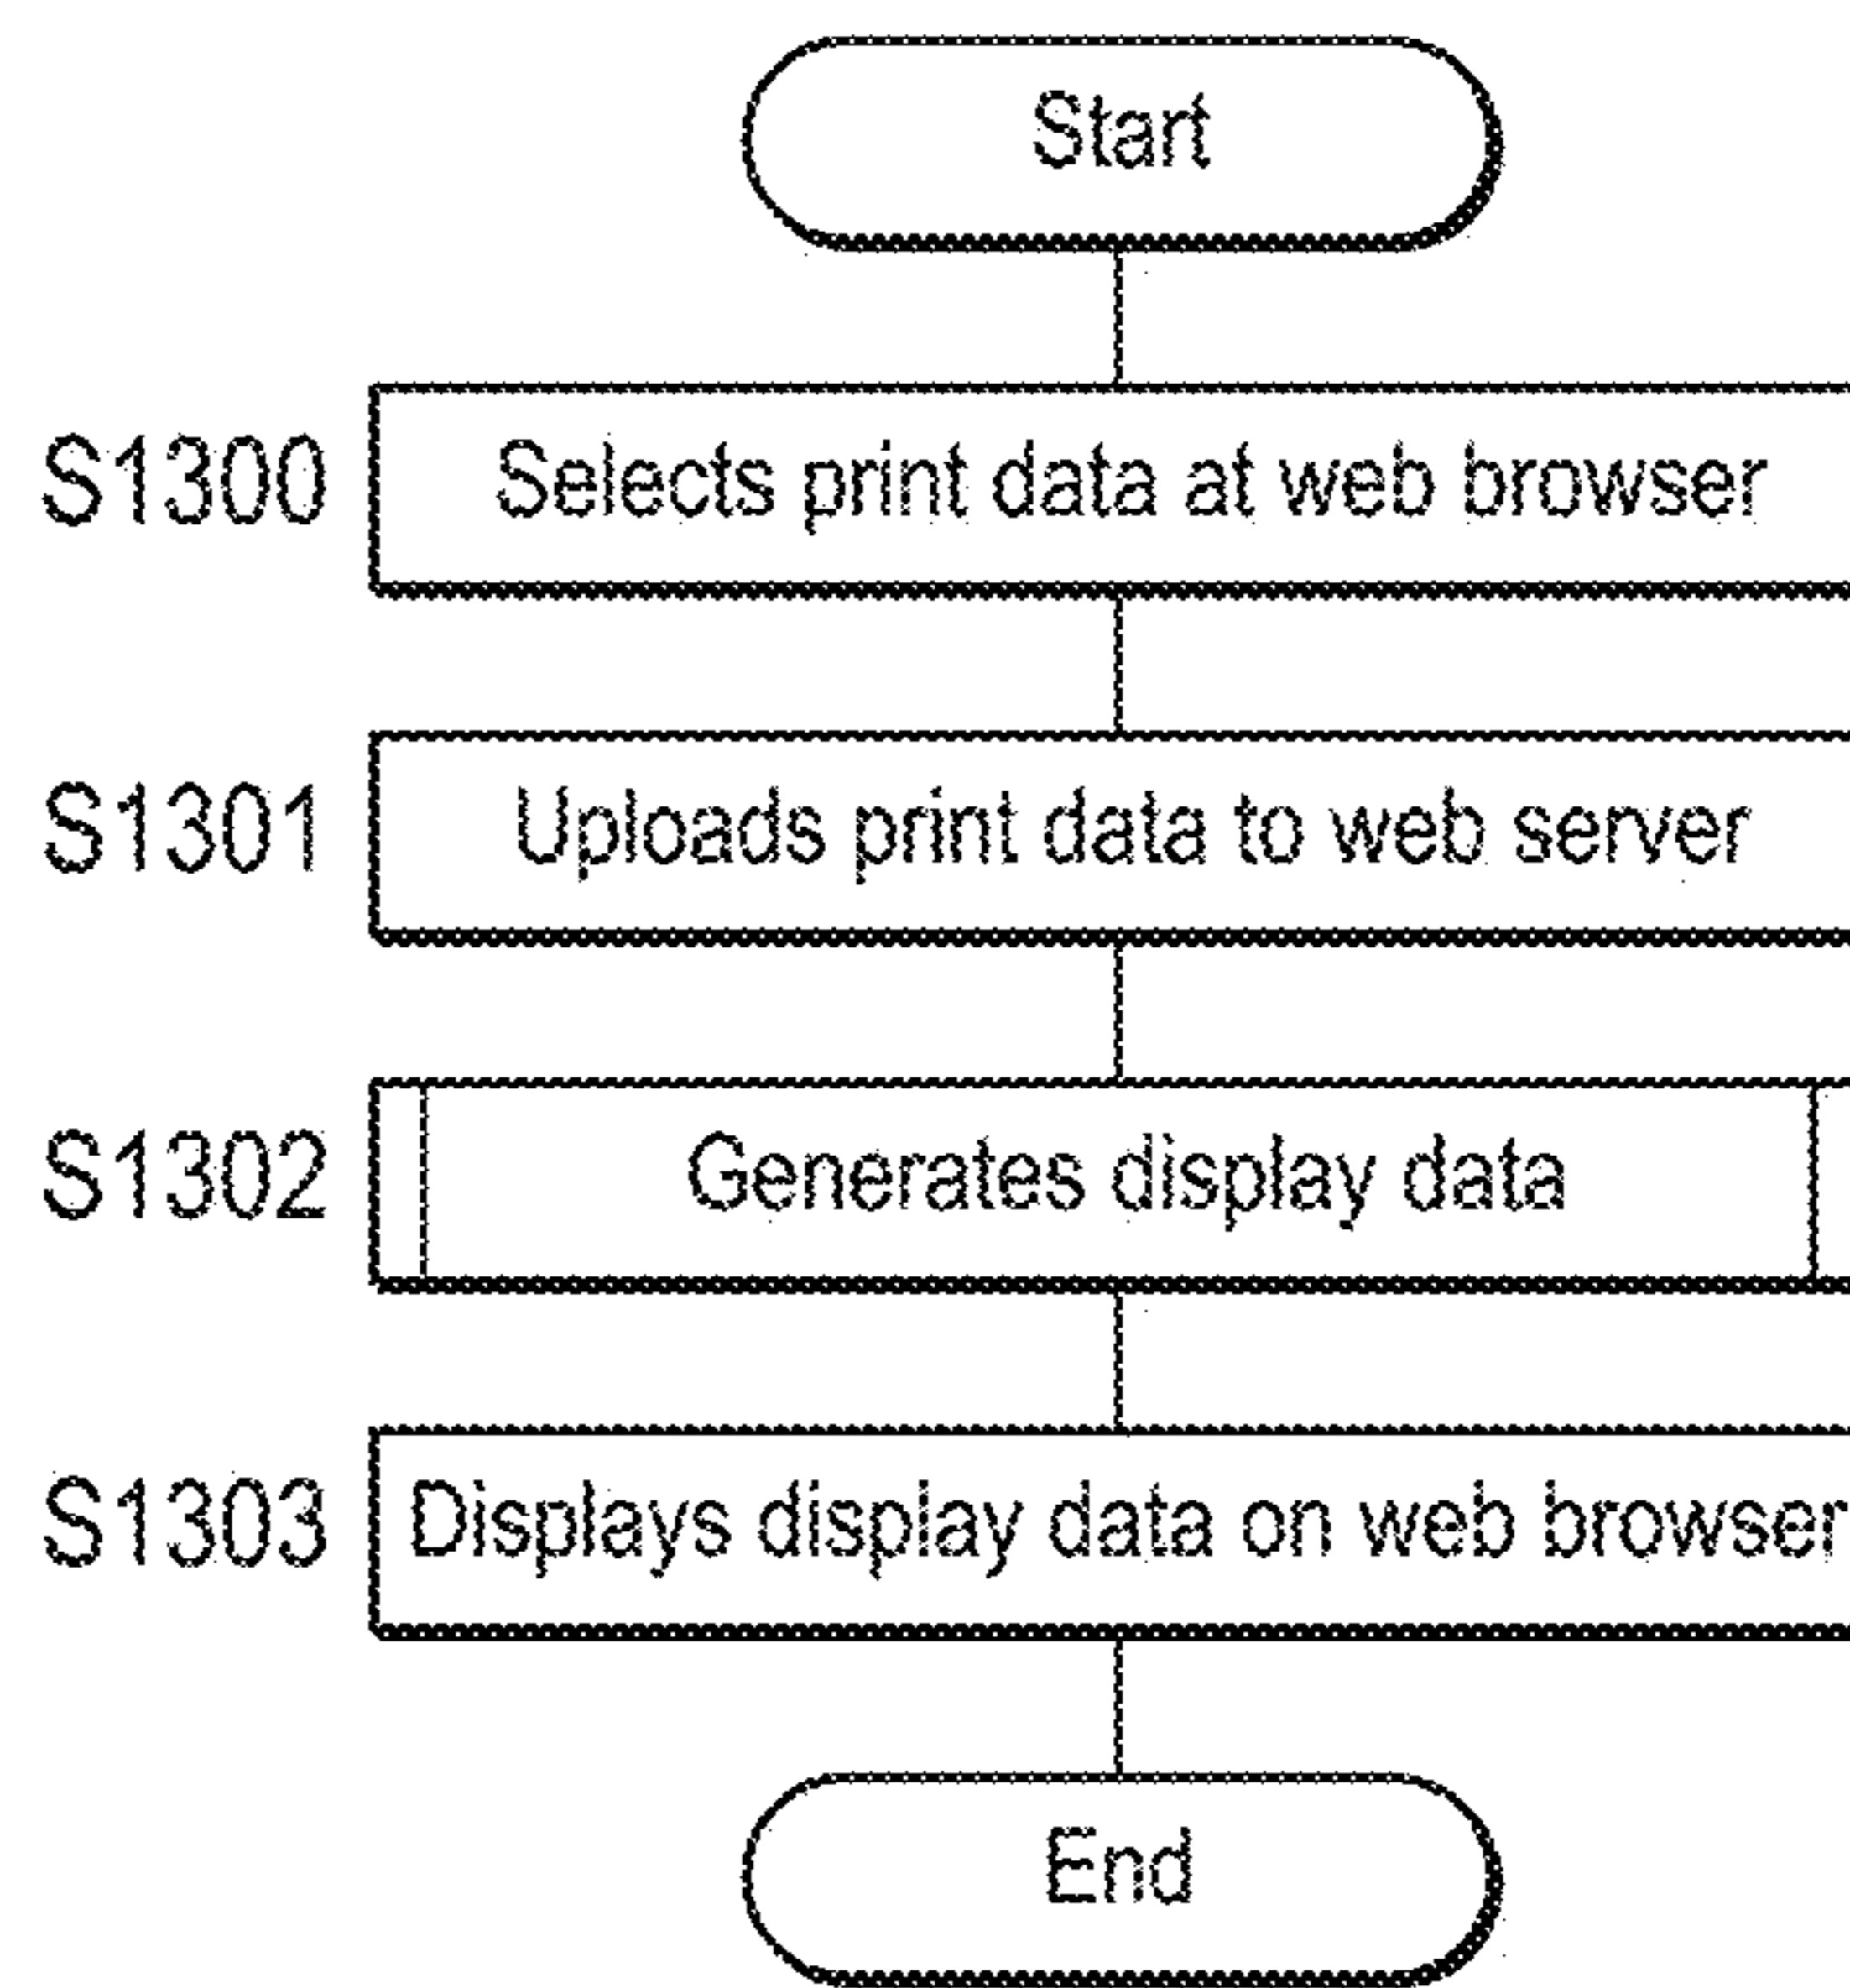 Start
S1300 Selects print data at web browser
S1301 Uploads print data to web server
S1302 Generates display data
S1303 Displays display data on web browser
End